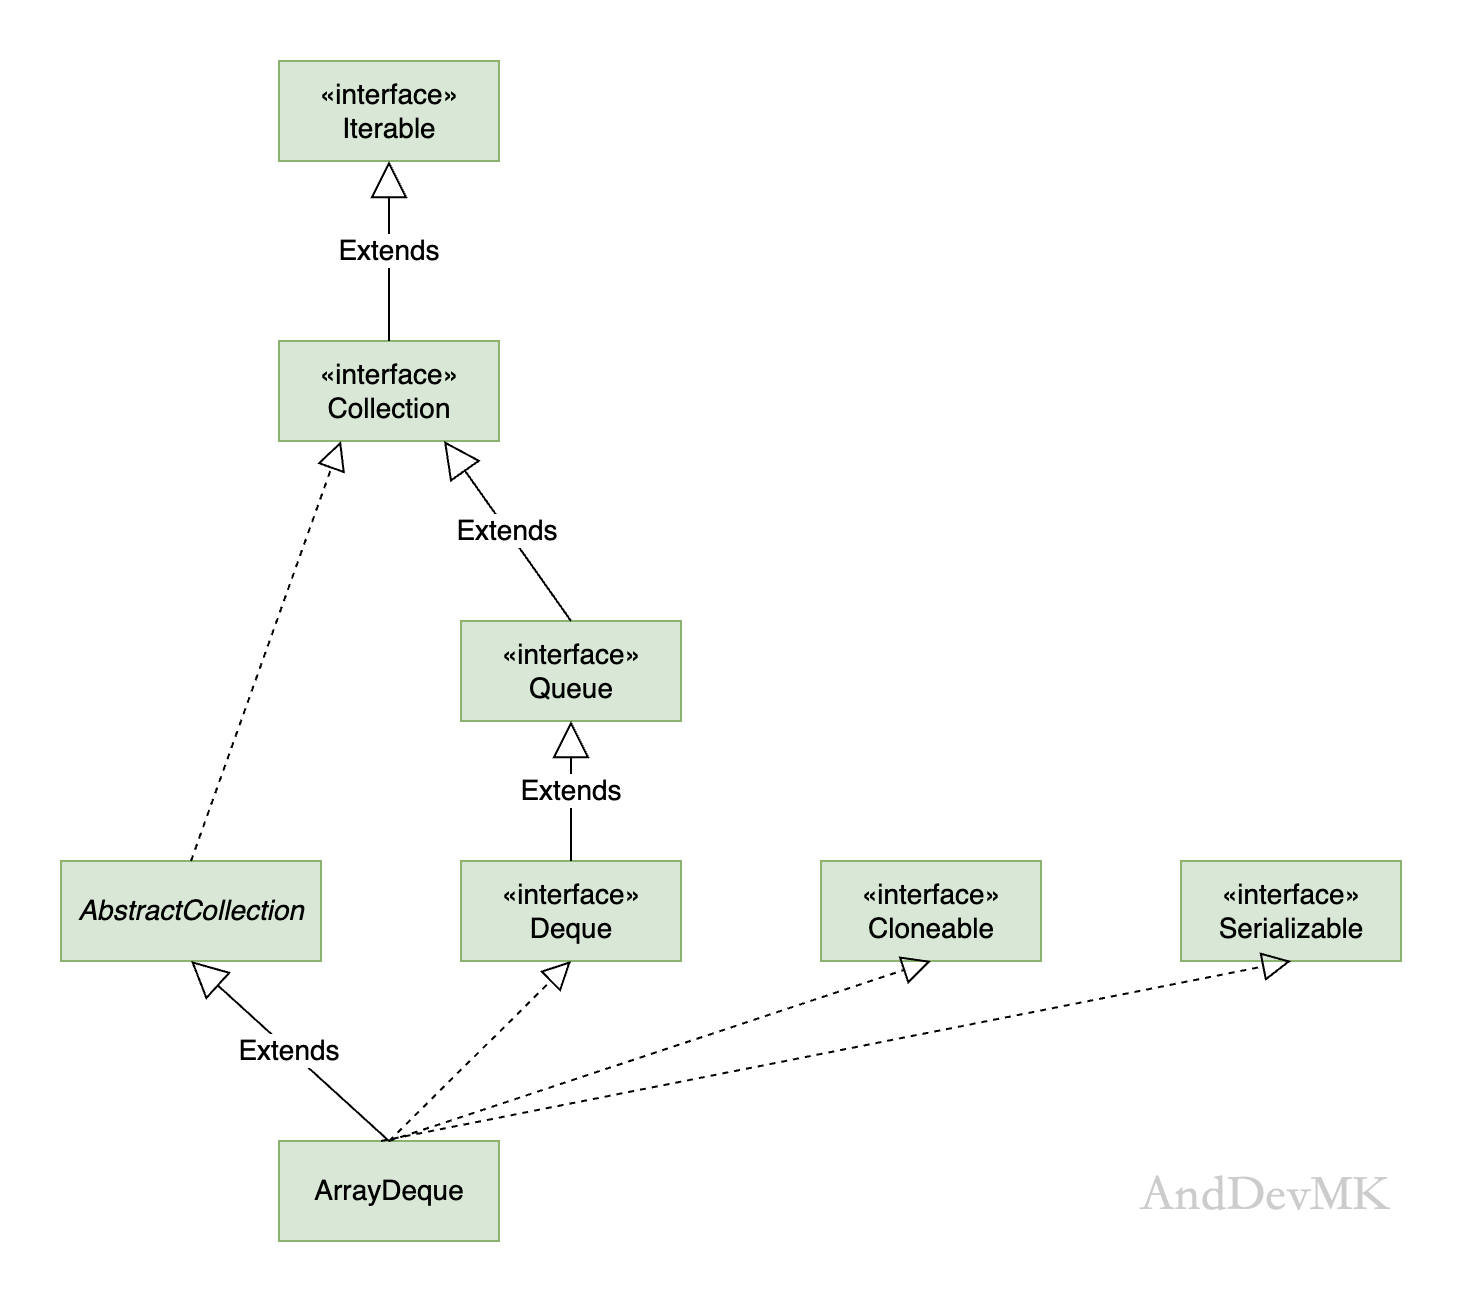 «interface»
Iterable
Extends
«interface»
Collection
Extends
«interface»
Queue
Extends
AbstractCollection
«interface»
Deque
«interface»
Cloneable
«interface»
Serializable
Extends
ArrayDeque
AndDevMK